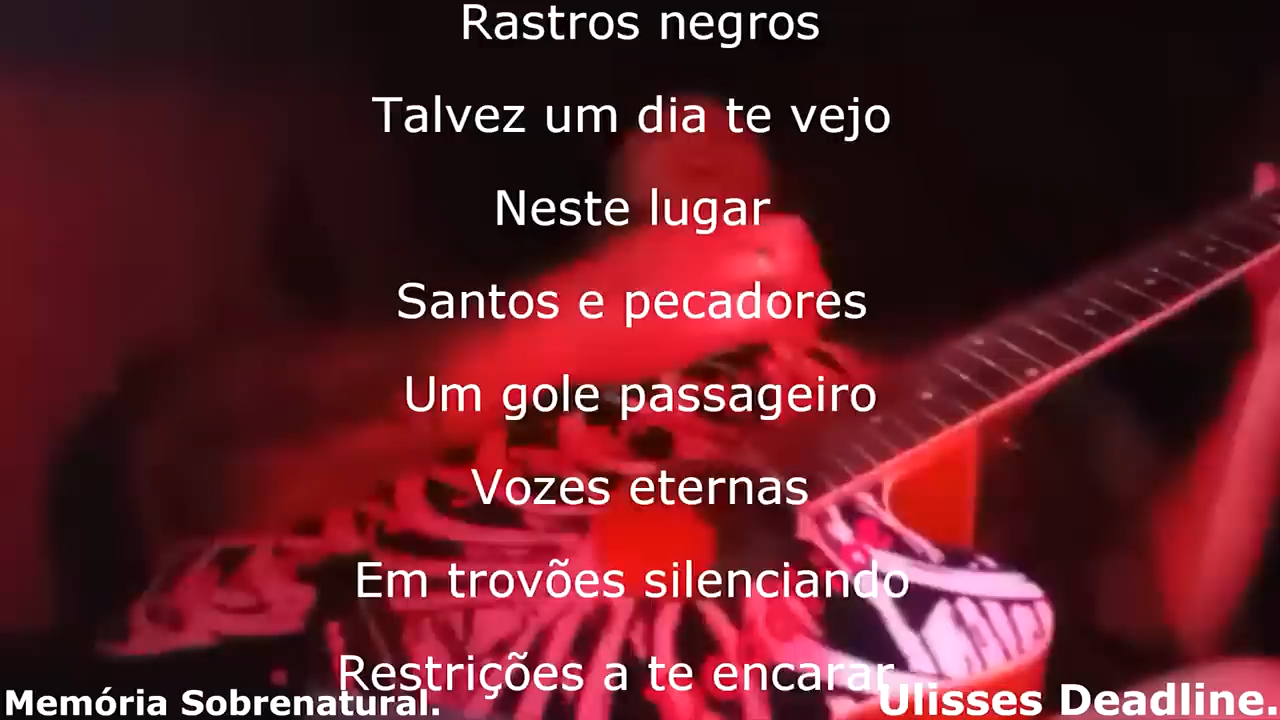 Rastros negros
Talvez um dia te vejo
Neste lugar
Santos e pecadores
Um gole passageiro
Vozes eternas
Em trovões silenciando
Restrições a te encarar
Memória Sobrenatural.
Ulisses Deadline.